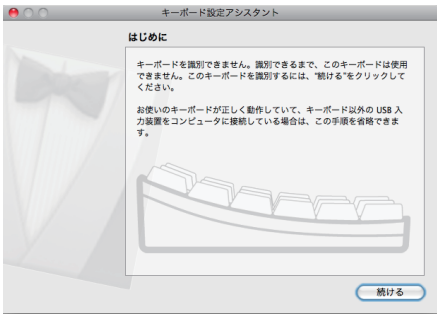 キーボード設定アシスタント
はじめに
キーボードを識別できません。識別できるまで、このキーボードは使用
できません。このキーボードを識別するには、"続ける"をクリックして
ください。
お使いのキーボードが正しく動作していて、キーボード以外の USB 入
力装置をコンピュータに接続している場合は、この手順を省略できま
す。
続ける